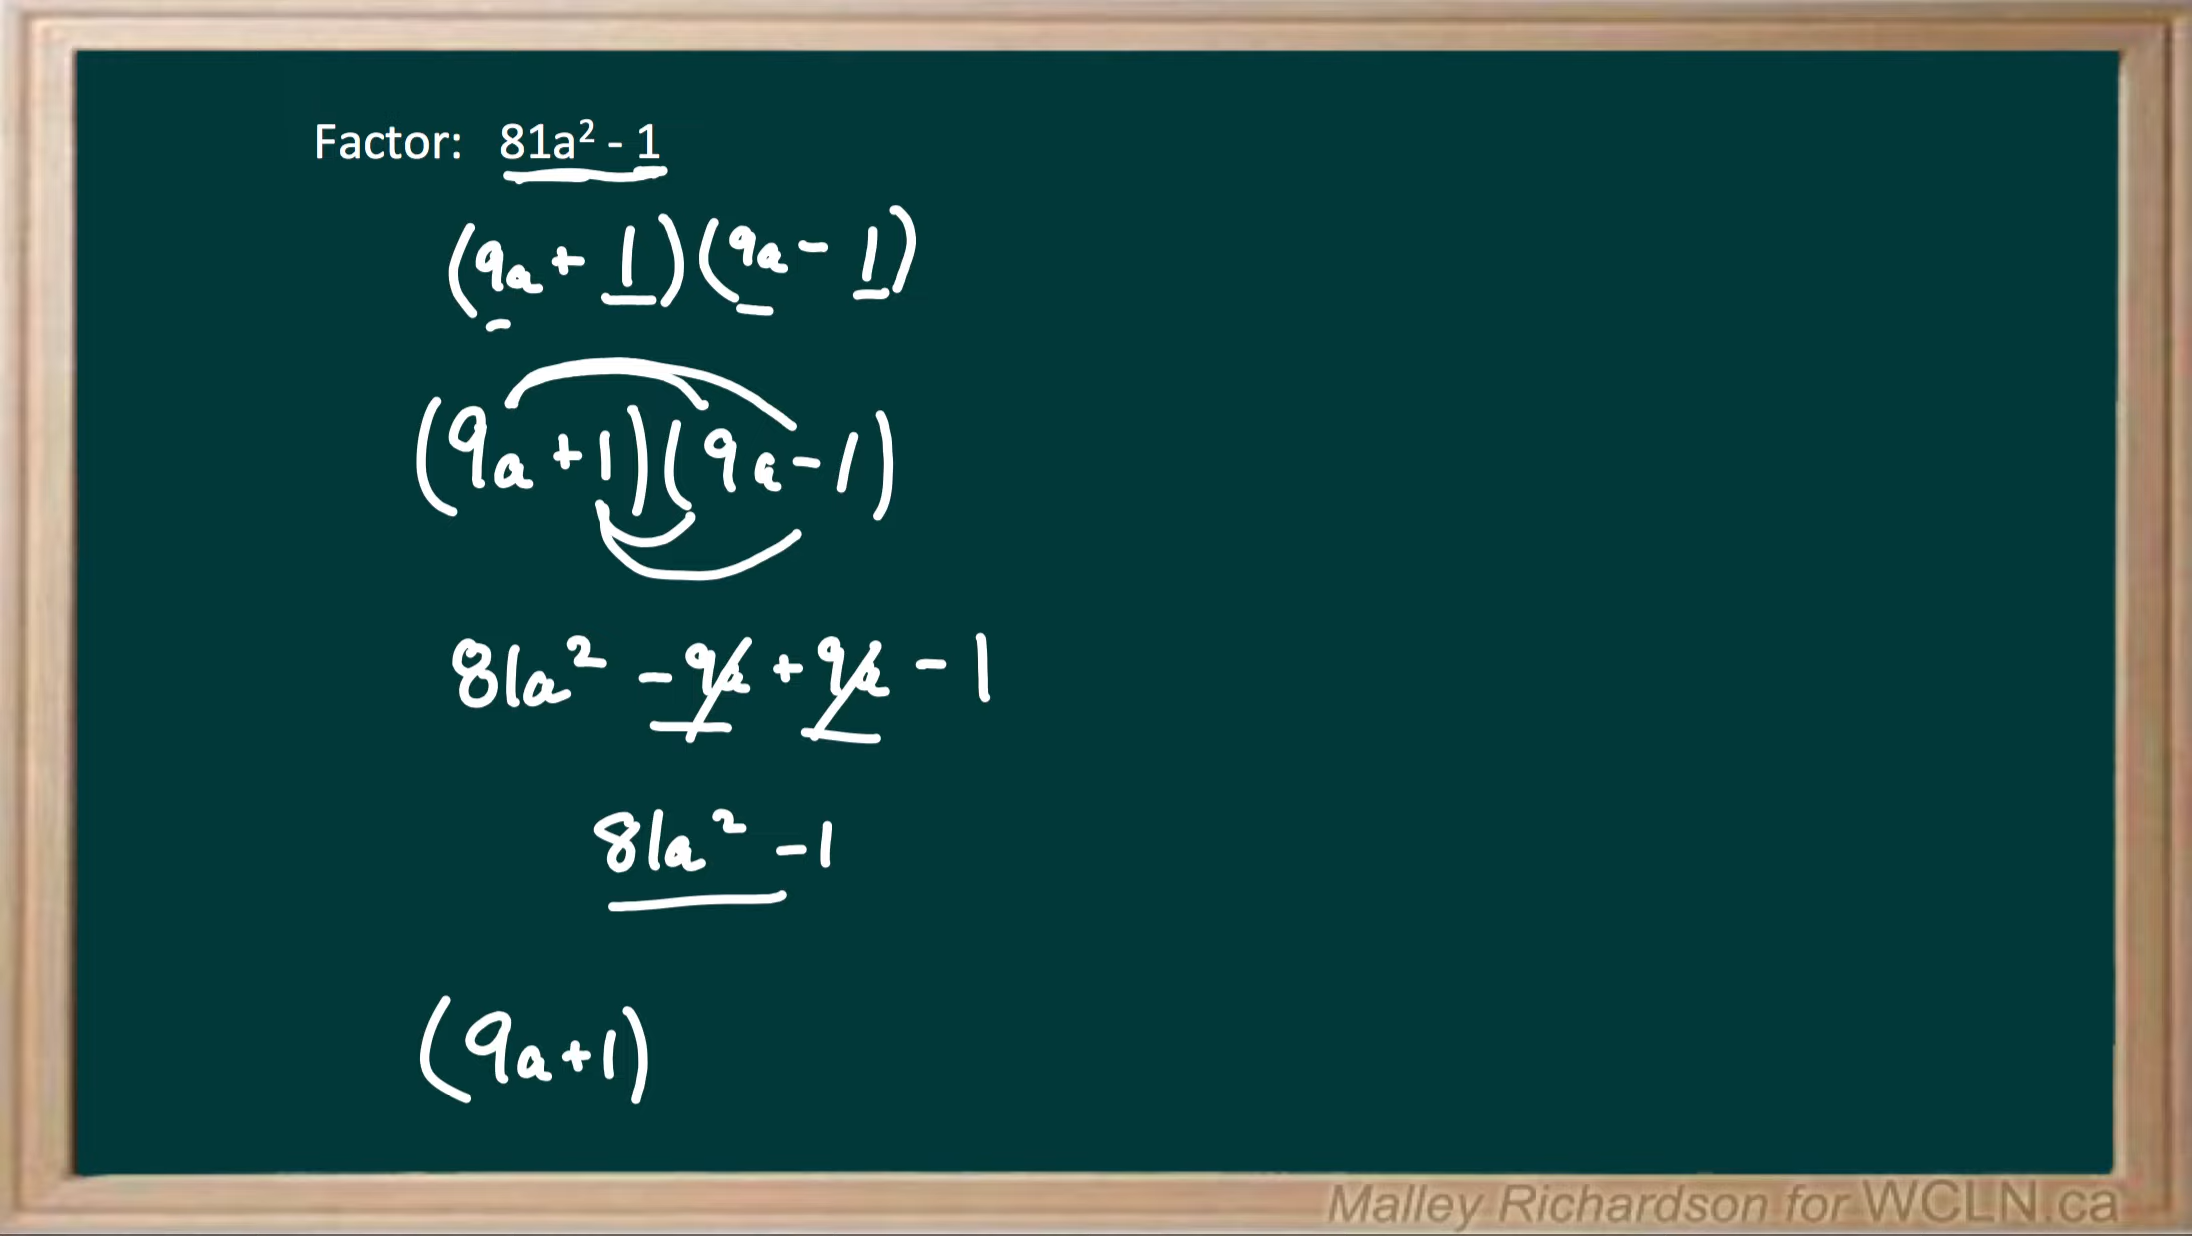 Factor: 81a² - 1
(9a + 1)(9a - 1)
(9a + 1)(9a - 1)
81a² - 9a + 9a - 1
81a² - 1
(9a + 1)
Malley Richardson for WCLN.ca